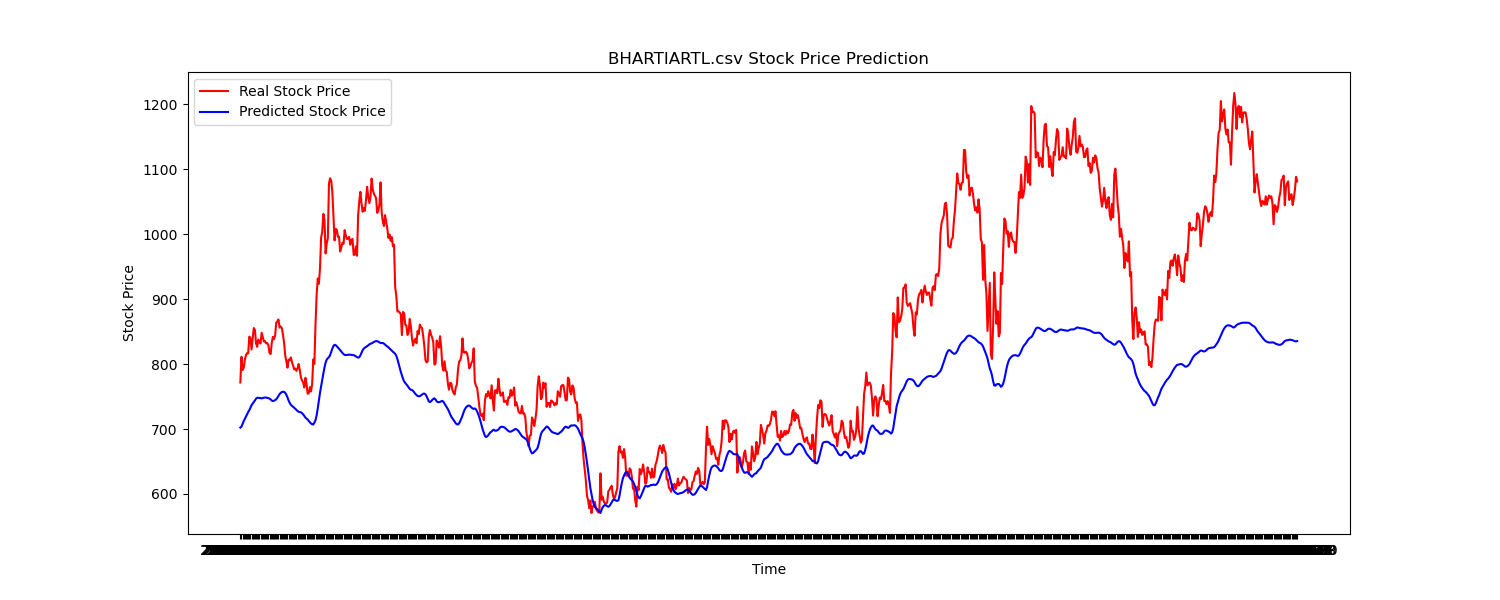 BHARTIARTL.csv Stock Price Prediction
Real Stock Price
Predicted Stock Price
Stock Price
1200
1100
1000
900
800
700
600
Time